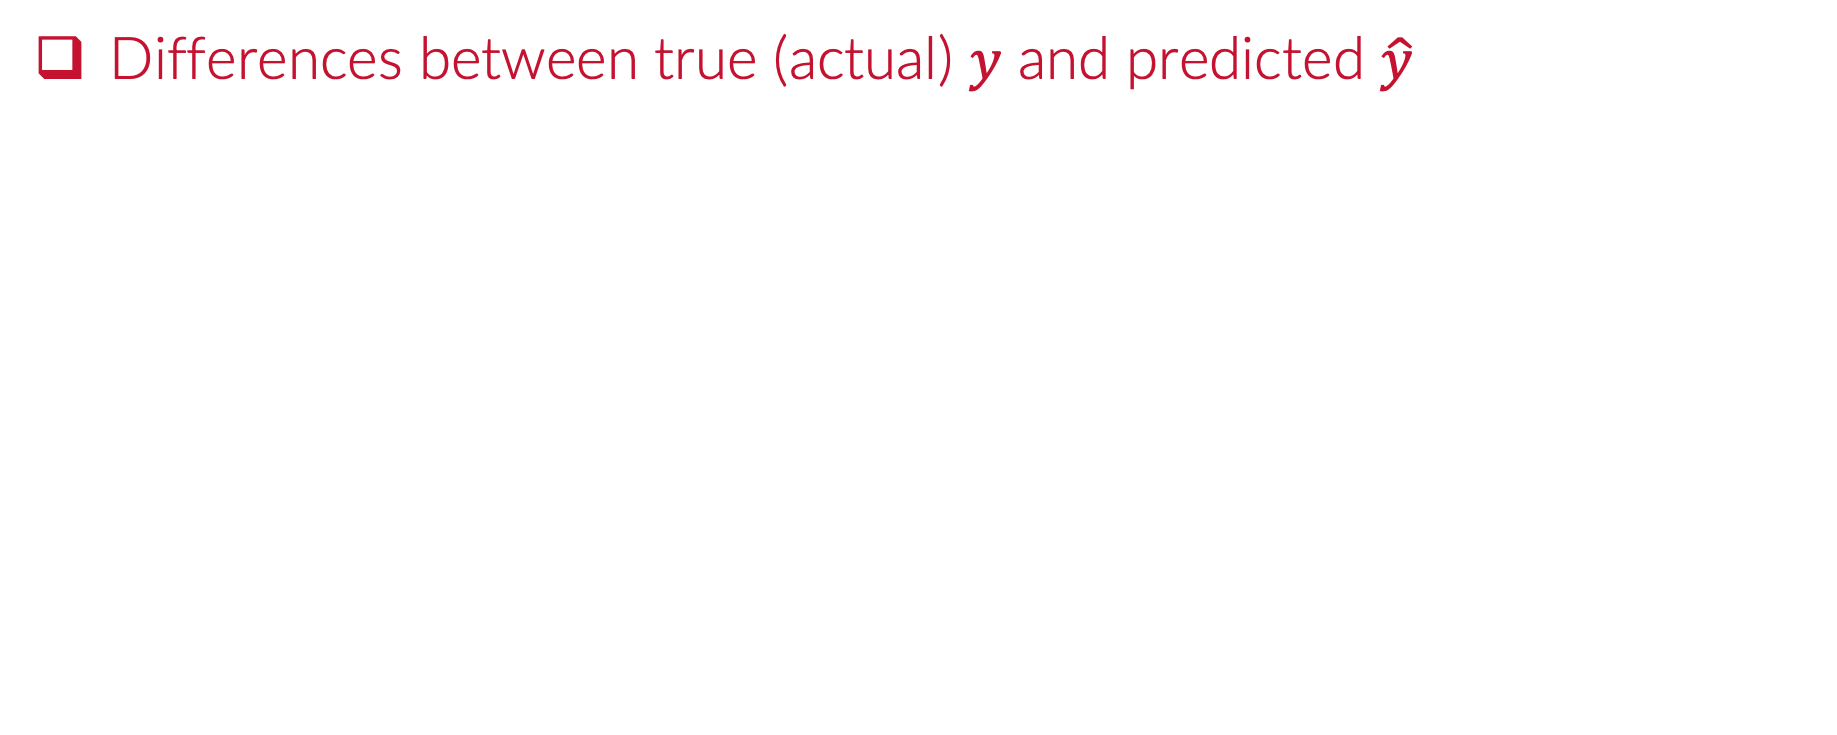 ❑ Differences between true (actual) y and predicted ŷ